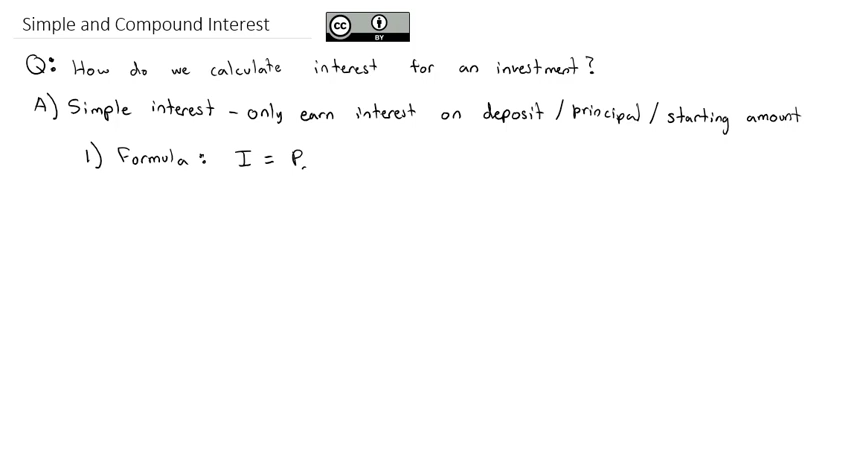 Simple and Compound Interest
cc BY
Q: How do we calculate interest for an investment?
A) Simple interest - only earn interest on deposit / principal / starting amount
1) Formula: I = P